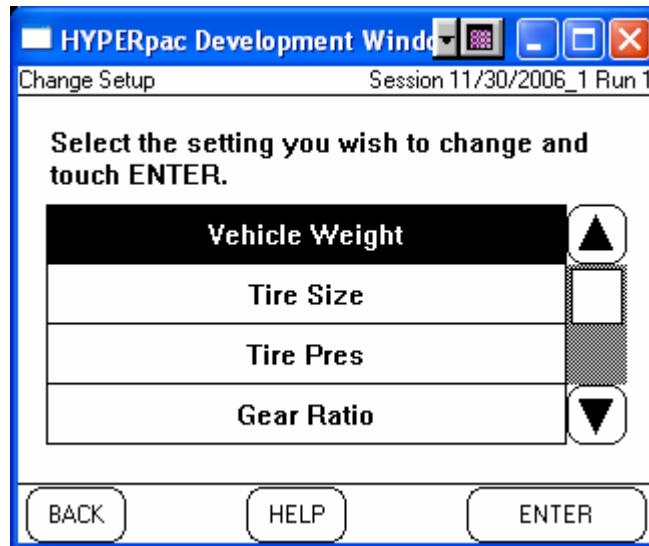 HYPERpac Development Windo
Change Setup Session 11/30/2006_1 Run 1
Select the setting you wish to change and
touch ENTER.
Vehicle Weight
Tire Size
Tire Pres
Gear Ratio
BACK HELP ENTER